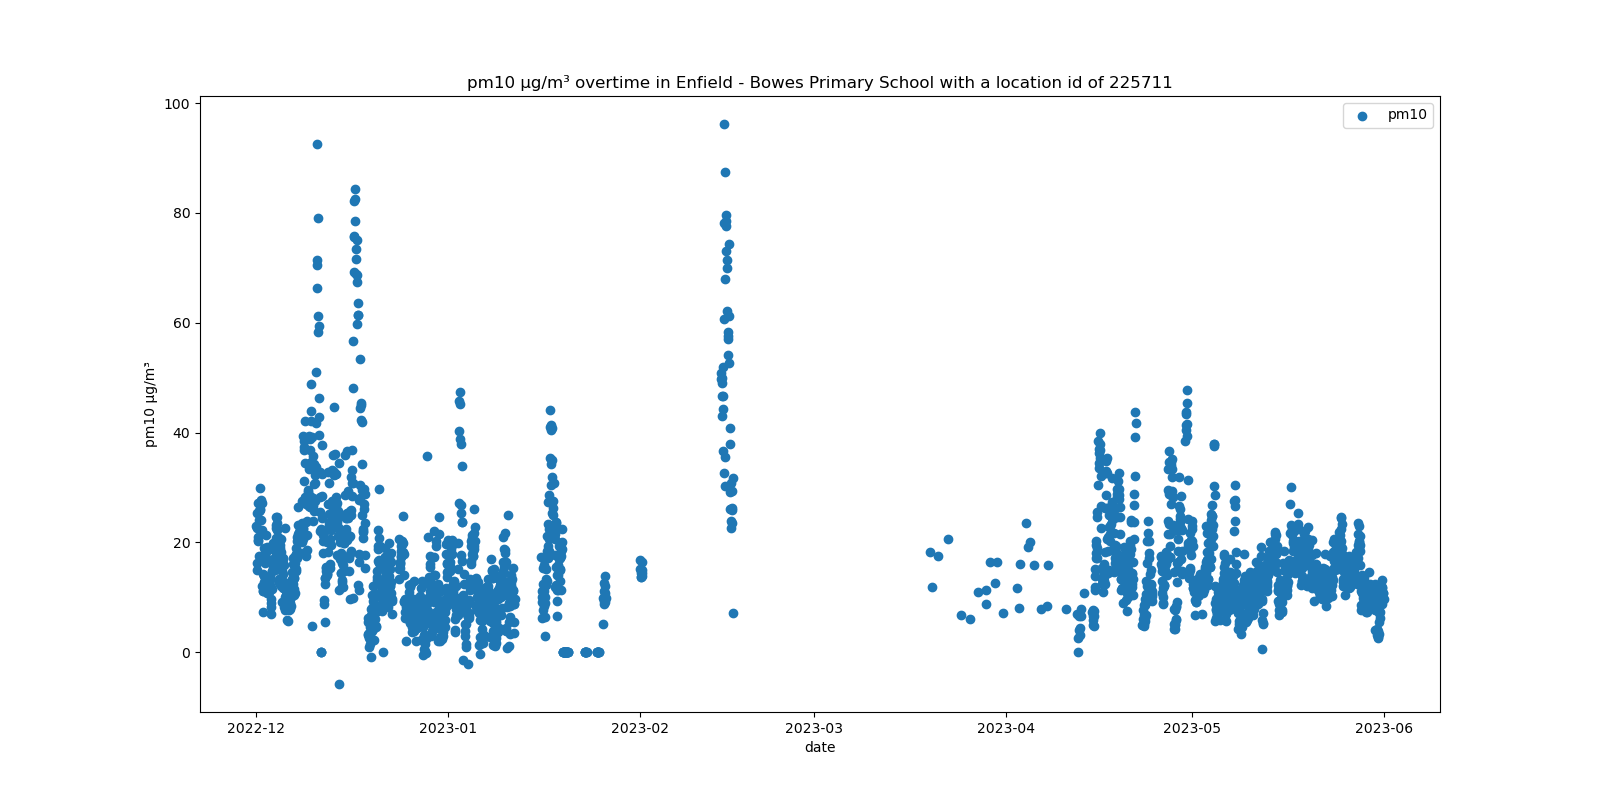 pm10 µg/m³ overtime in Enfield - Bowes Primary School with a location id of 225711
pm10
100
80
60
40
20
0
pm10 µg/m³
2022-12 2023-01 2023-02 2023-03 2023-04 2023-05 2023-06
date